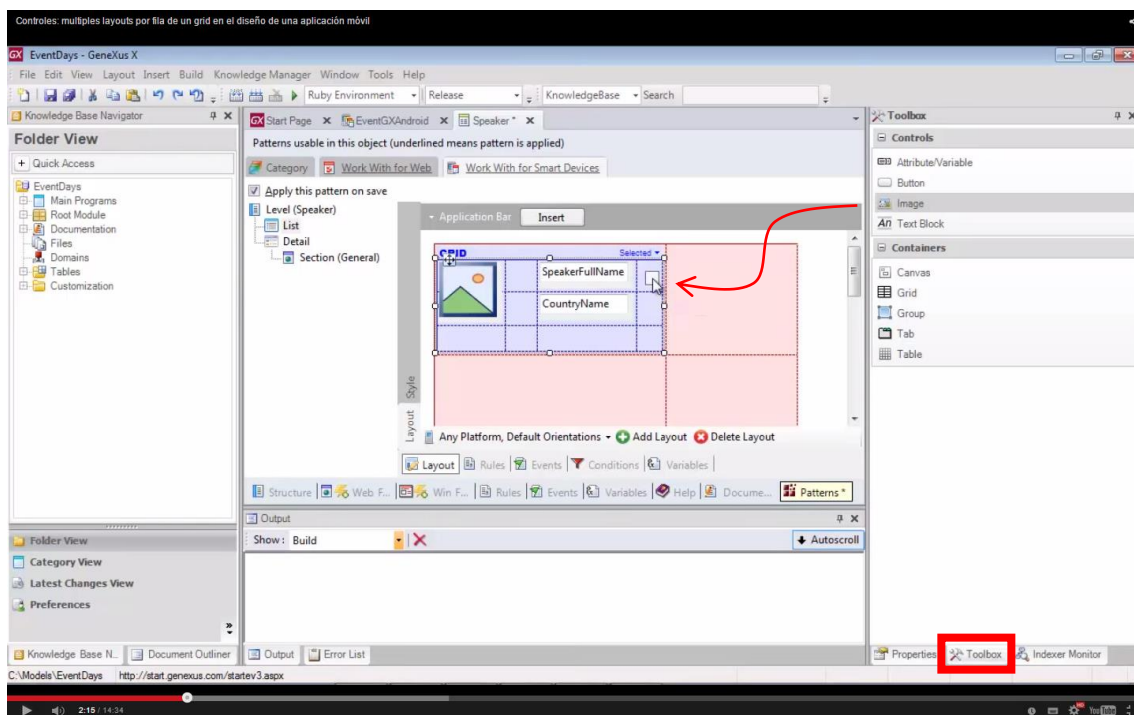 Controles: multiples layouts por fila de un grid en el diseño de una aplicación móvil
EventDays - GeneXus X
File Edit View Layout Insert Build Knowledge Manager Window Tools Help
Ruby Environment Release KnowledgeBase Search
Knowledge Base Navigator
Folder View
+ Quick Access
EventDays
Main Programs
Root Module
Documentation
Files
Domains
Tables
Customization
Folder View
Category View
Latest Changes View
Preferences
Knowledge Base N... Document Outliner
Start Page EventGXAndroid Speaker *
Patterns usable in this object (underlined means pattern is applied)
Category Work With for Web Work With for Smart Devices
Apply this pattern on save
Level (Speaker)
List
Detail
Section (General)
Application Bar Insert
GRID Selected
SpeakerFullName
CountryName
Style
Layout
Any Platform, Default Orientations Add Layout Delete Layout
Layout Rules Events Conditions Variables
Structure Web F... Win F... Rules Events Variables Help Docume... Patterns *
Output
Show: Build Autoscroll
Output Error List
Toolbox
Controls
Attribute/Variable
Button
Image
Text Block
Containers
Canvas
Grid
Group
Tab
Table
Properties Toolbox Indexer Monitor
C:\Models\EventDays http://start.genexus.com/startev3.aspx
2:15 / 14:34 YouTube